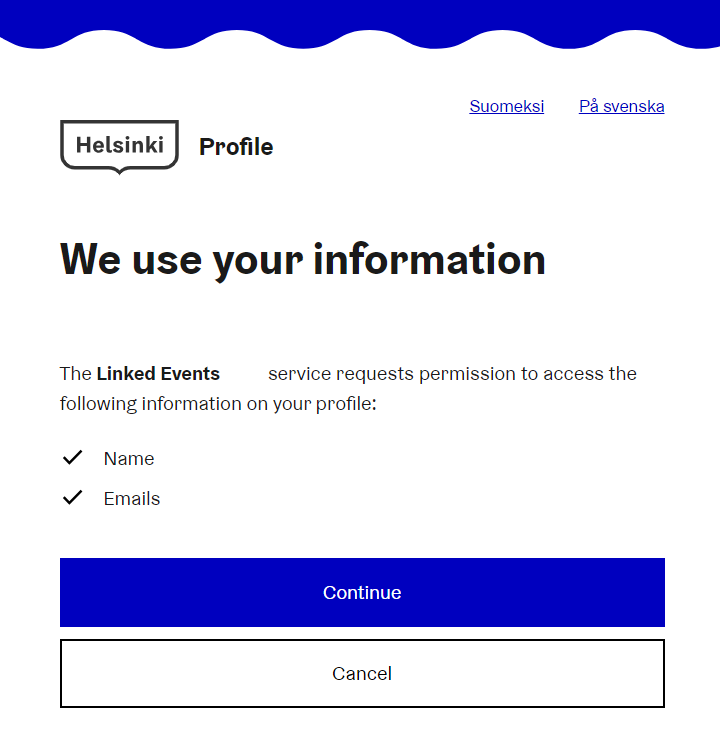 Suomeksi På svenska
Helsinki Profile
We use your information
The Linked Events service requests permission to access the
following information on your profile:
Name
Emails
Continue
Cancel